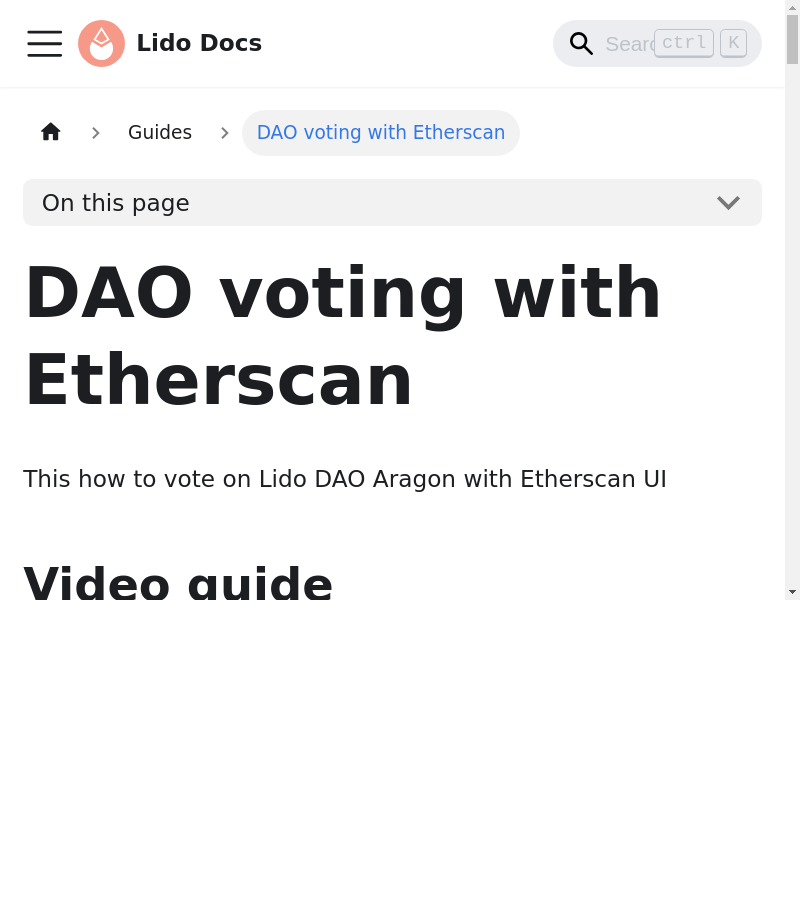 Lido Docs
Searc
ctrl K
Guides
DAO voting with Etherscan
On this page
DAO voting with
Etherscan
This how to vote on Lido DAO Aragon with Etherscan UI
Video guide